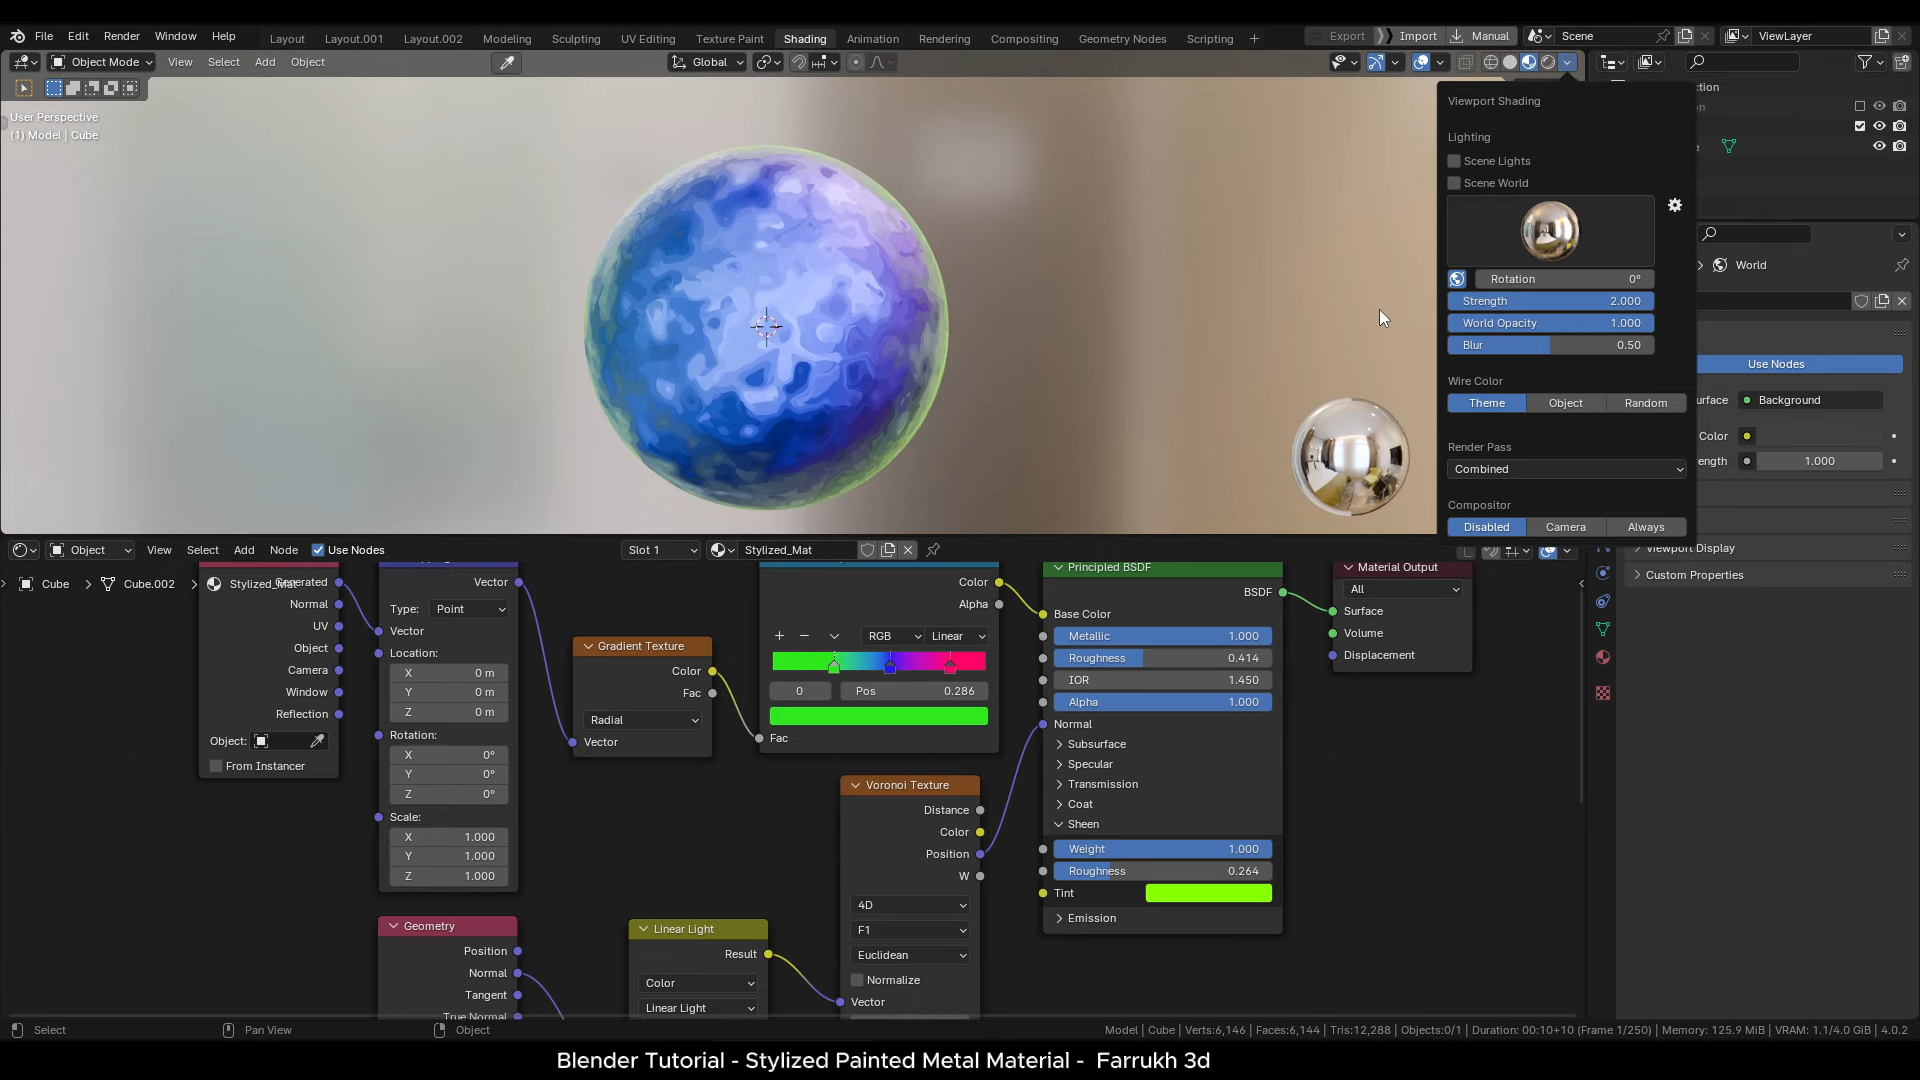 File Edit Render Window Help Layout Layout.001 Layout.002 Modeling Sculpting UV Editing Texture Paint Shading Animation Rendering Compositing Geometry Nodes Scripting + Export Import Manual Scene ViewLayer
Object Mode View Select Add Object Global
User Perspective
(1) Model | Cube
Viewport Shading
Lighting
Scene Lights
Scene World
Rotation 0°
Strength 2.000
World Opacity 1.000
Blur 0.50
Wire Color
Theme Object Random
Render Pass
Combined
Compositor
Disabled Camera Always
World
Use Nodes
Background
Color
1.000
Viewport Display
Custom Properties
Object View Select Add Node Use Nodes Slot 1 Stylized_Mat
Cube Cube.002 Stylized_Mat
Generated
Normal
UV
Object
Camera
Window
Reflection
Object:
From Instancer
Vector
Type: Point
Vector
Location:
X 0 m
Y 0 m
Z 0 m
Rotation:
X 0°
Y 0°
Z 0°
Scale:
X 1.000
Y 1.000
Z 1.000
Geometry
Position
Normal
Tangent
True Normal
Gradient Texture
Color
Fac
Radial
Vector
Linear Light
Result
Color
Linear Light
Color
Alpha
RGB Linear
0 Pos 0.286
Fac
Voronoi Texture
Distance
Color
Position
W
4D
F1
Euclidean
Normalize
Vector
Principled BSDF
BSDF
Base Color
Metallic 1.000
Roughness 0.414
IOR 1.450
Alpha 1.000
Normal
Subsurface
Specular
Transmission
Coat
Sheen
Weight 1.000
Roughness 0.264
Tint
Emission
Material Output
All
Surface
Volume
Displacement
Select Pan View Object Model | Cube | Verts:6,146 | Faces:6,144 | Tris:12,288 | Objects:0/1 | Duration: 00:10+10 (Frame 1/250) | Memory: 125.9 MiB | VRAM: 1.1/4.0 GiB | 4.0.2
Blender Tutorial - Stylized Painted Metal Material - Farrukh 3d